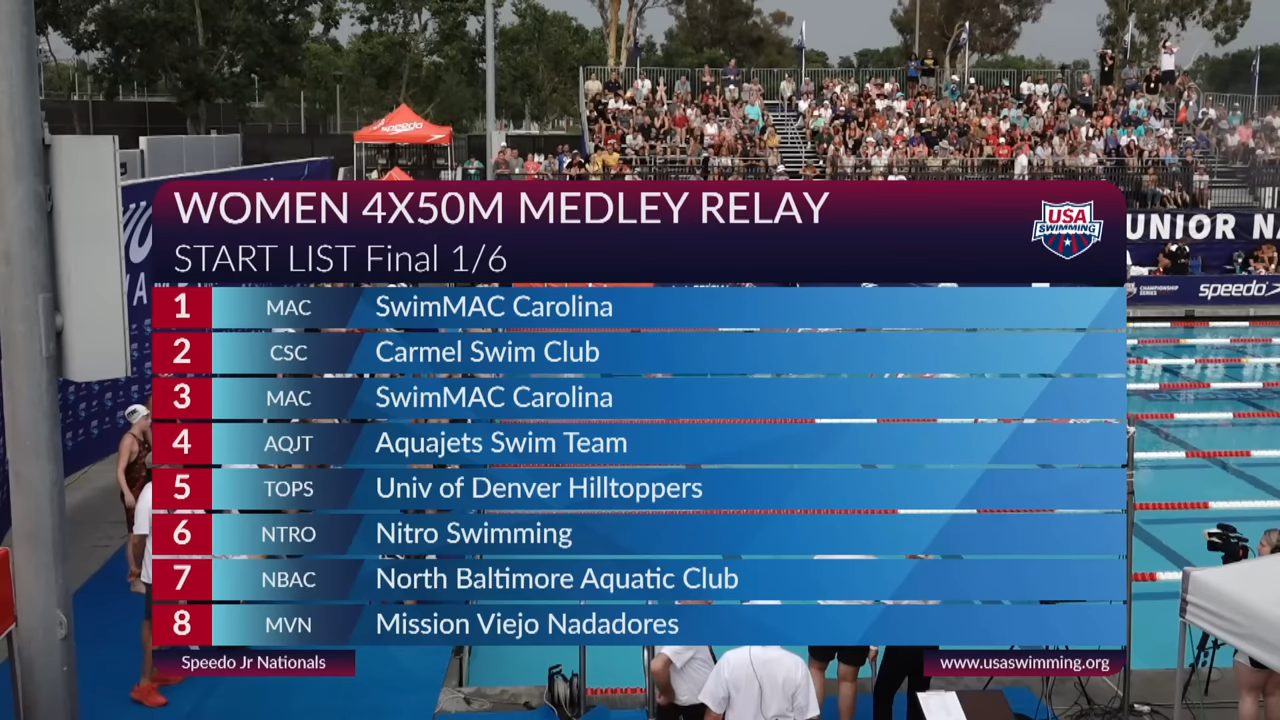 speedo
WOMEN 4X50M MEDLEY RELAY
START LIST Final 1/6
USA
SWIMMING
UNIOR NA
CHAMPIONSHIP
SERIES
speedo
1 MAC SwimMAC Carolina
2 CSC Carmel Swim Club
3 MAC SwimMAC Carolina
4 AQJT Aquajets Swim Team
5 TOPS Univ of Denver Hilltoppers
6 NTRO Nitro Swimming
7 NBAC North Baltimore Aquatic Club
8 MVN Mission Viejo Nadadores
Speedo Jr Nationals
www.usaswimming.org